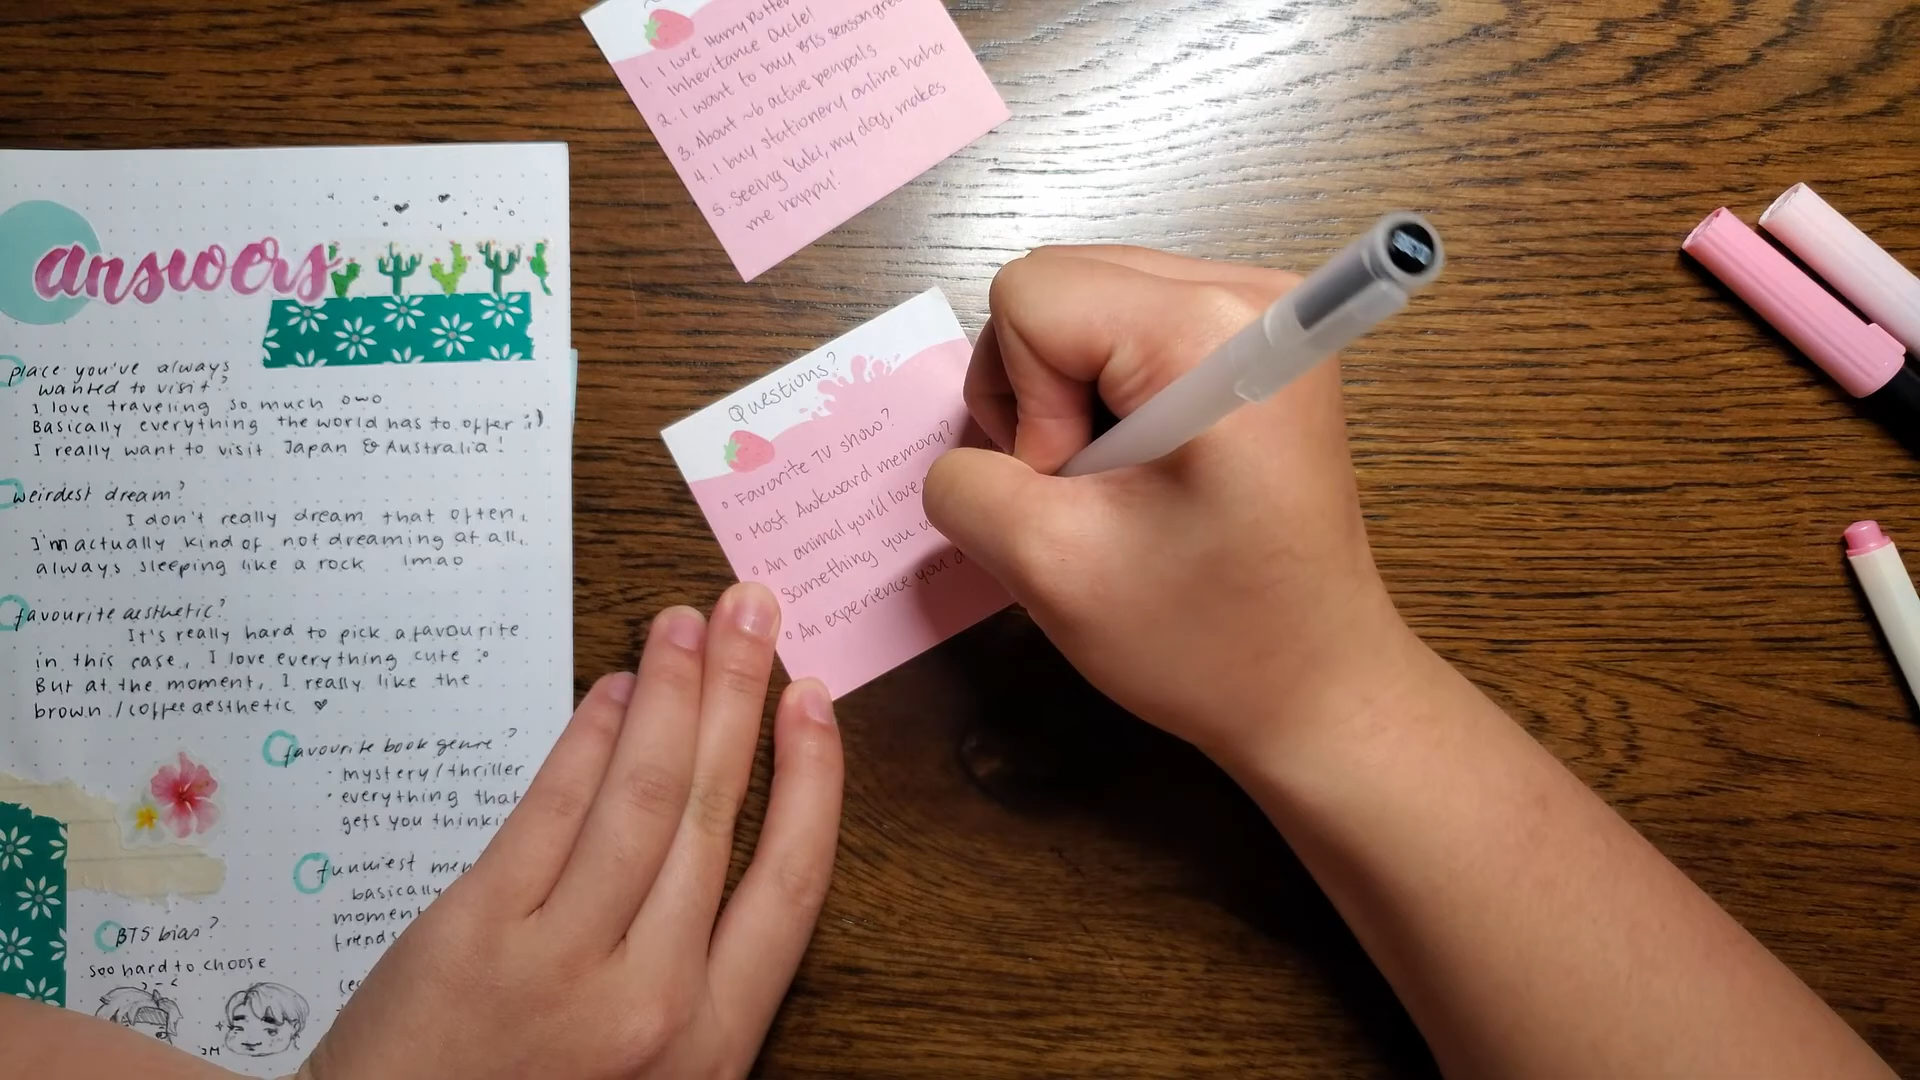 answers
place you've always
wanted to visit?
I love traveling so much owo
Basically everything the world has to offer :)
I really want to visit Japan & Australia!
weirdest dream?
I don't really dream that often,
I'm actually kind of not dreaming at all,
always sleeping like a rock lmao
favourite aesthetic?
It's really hard to pick a favourite
in this case, I love everything cute :o
But at the moment, I really like the
brown/coffee aesthetic ♥
favourite book genre?
· mystery/thriller
· everything that
gets you
BTS bias?
soo hard to choose
basically
moment
friends
1. I love Harry Potter
Inheritance Cycle!
2. I want to buy BTS
3. About ~6 active penpals
4. I buy stationery online haha
5. Seeing Yuki, my day, makes
me happy!
Questions?
○ Favorite TV show?
○ Most Awkward memory?
○ An animal you'd love
something you
○ An experience you